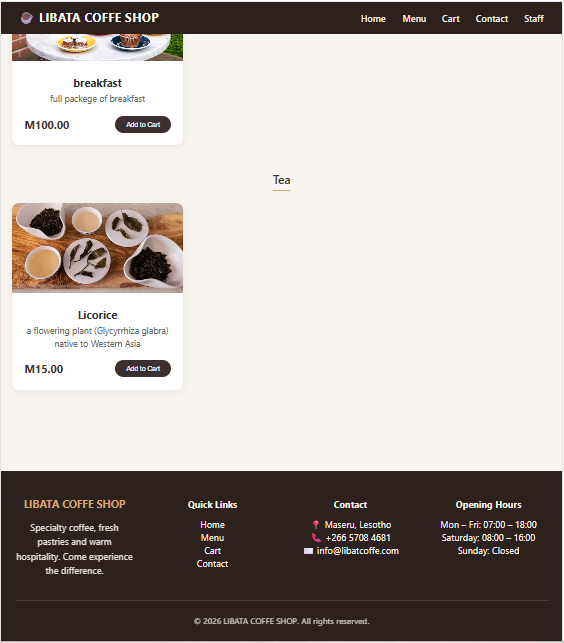 LIBATA COFFE SHOP
Home Menu Cart Contact Staff
breakfast
full packege of breakfast
M100.00 Add to Cart
Tea
Licorice
a flowering plant (Glycyrrhiza glabra)
native to Western Asia
M15.00 Add to Cart
LIBATA COFFE SHOP
Specialty coffee, fresh
pastries and warm
hospitality. Come experience
the difference.
Quick Links
Home
Menu
Cart
Contact
Contact
Maseru, Lesotho
+266 5708 4681
info@libatcoffe.com
Opening Hours
Mon – Fri: 07:00 – 18:00
Saturday: 08:00 – 16:00
Sunday: Closed
© 2026 LIBATA COFFE SHOP. All rights reserved.